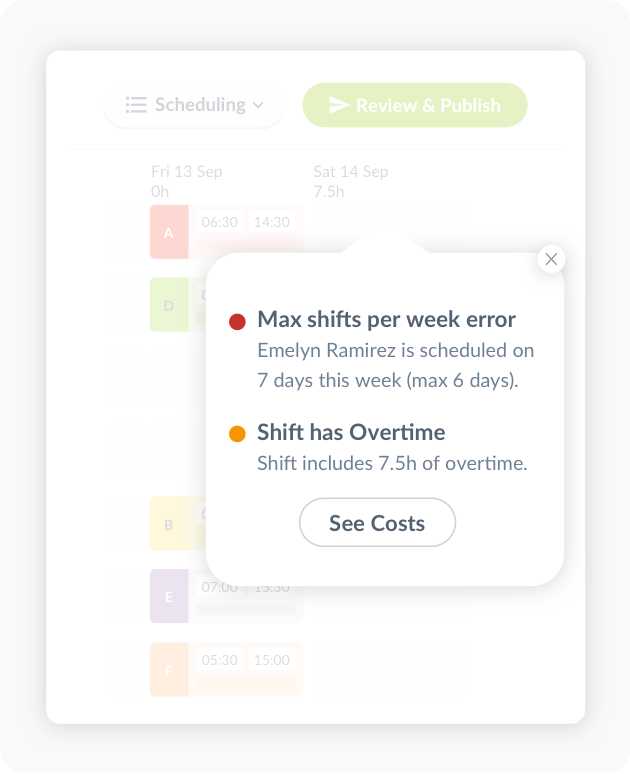 Scheduling
Review & Publish
Fri 13 Sep
Sat 14 Sep
0h
7.5h
A
06:30
14:30
D
Max shifts per week error
Emelyn Ramirez is scheduled on
7 days this week (max 6 days).
Shift has Overtime
Shift includes 7.5h of overtime.
See Costs
B
E
07:00
15:30
F
05:30
15:00